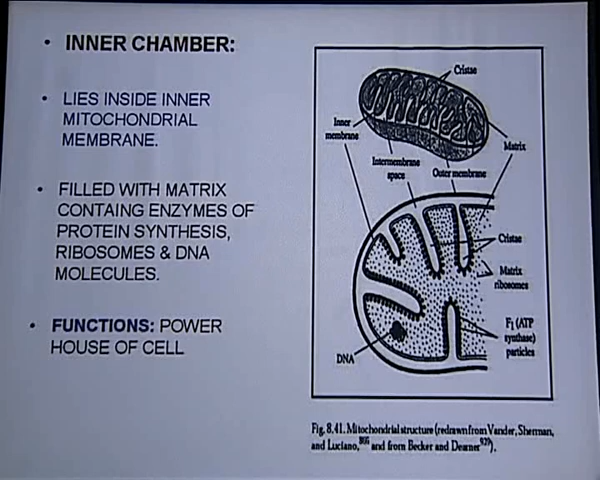 • INNER CHAMBER:
• LIES INSIDE INNER
MITOCHONDRIAL
MEMBRANE.
• FILLED WITH MATRIX
CONTAING ENZYMES OF
PROTEIN SYNTHESIS,
RIBOSOMES & DNA
MOLECULES.
• FUNCTIONS: POWER
HOUSE OF CELL
Cristae
Inner
membrane
Matrix
Intermembrane
space
Outer membrane
Cristae
Matrix
ribosomes
F₁ (ATP
synthase)
particles
DNA
Fig. 8.41. Mitochondrial structure (redrawn from Vander, Sherman,
and Luciano, and from Becker and Deamer).